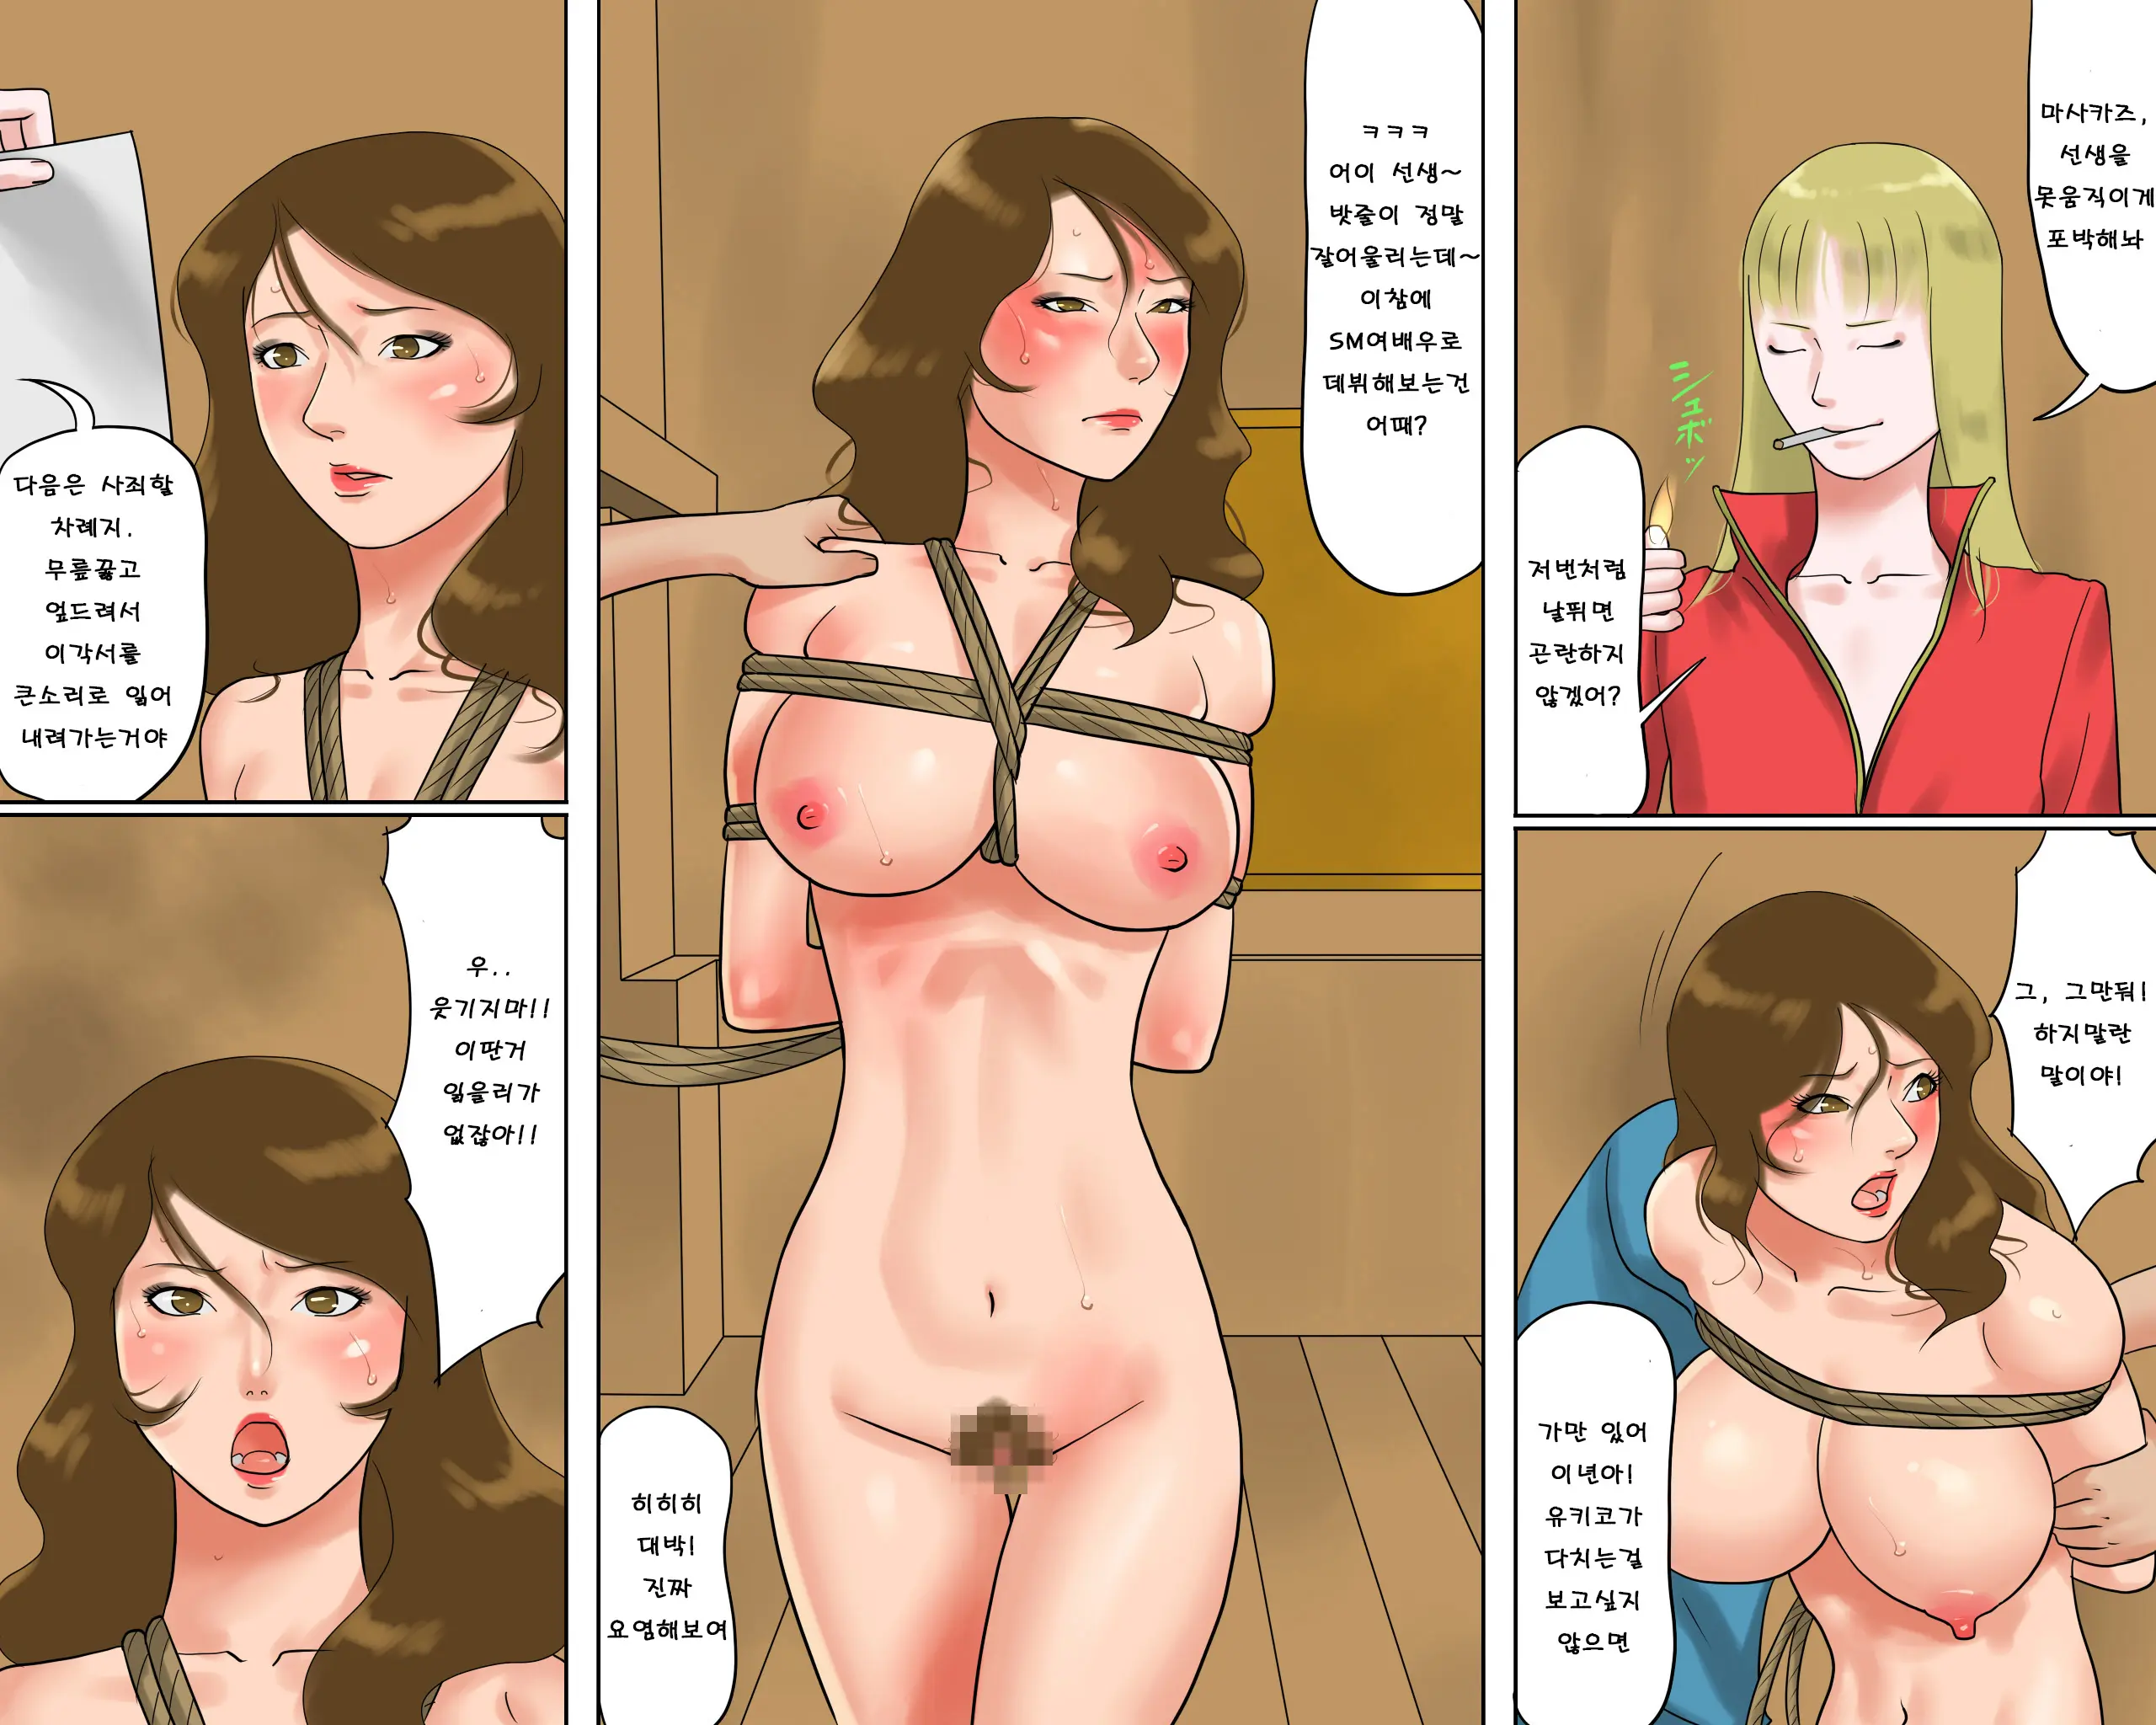 마사카즈,
선생을
못움직이게
포박해놔
シュボッ
저번처럼
날뛰면
곤란하지
않겠어?
그, 그만둬!
하지말란
말이야!
가만 있어
이년아!
유키코가
다치는걸
보고싶지
않으면
ㅋㅋㅋ
어이 선생~
밧줄이 정말
잘어울리는데~
이참에
SM여배우로
데뷔해보는건
어때?
히히히
대박!
진짜
요염해보여
다음은 사죄할
차례지.
무릎꿇고
엎드려서
이각서를
큰소리로 읽어
내려가는거야
우..
웃기지마!!
이딴거
읽을리가
없잖아!!